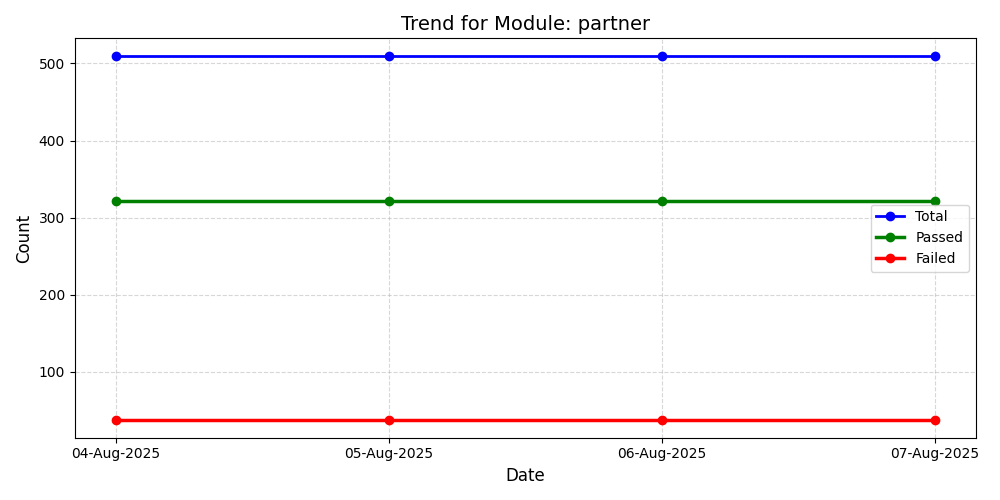 Trend for Module: partner
500
400
300
200
100
Count
Total
Passed
Failed
04-Aug-2025 05-Aug-2025 06-Aug-2025 07-Aug-2025
Date